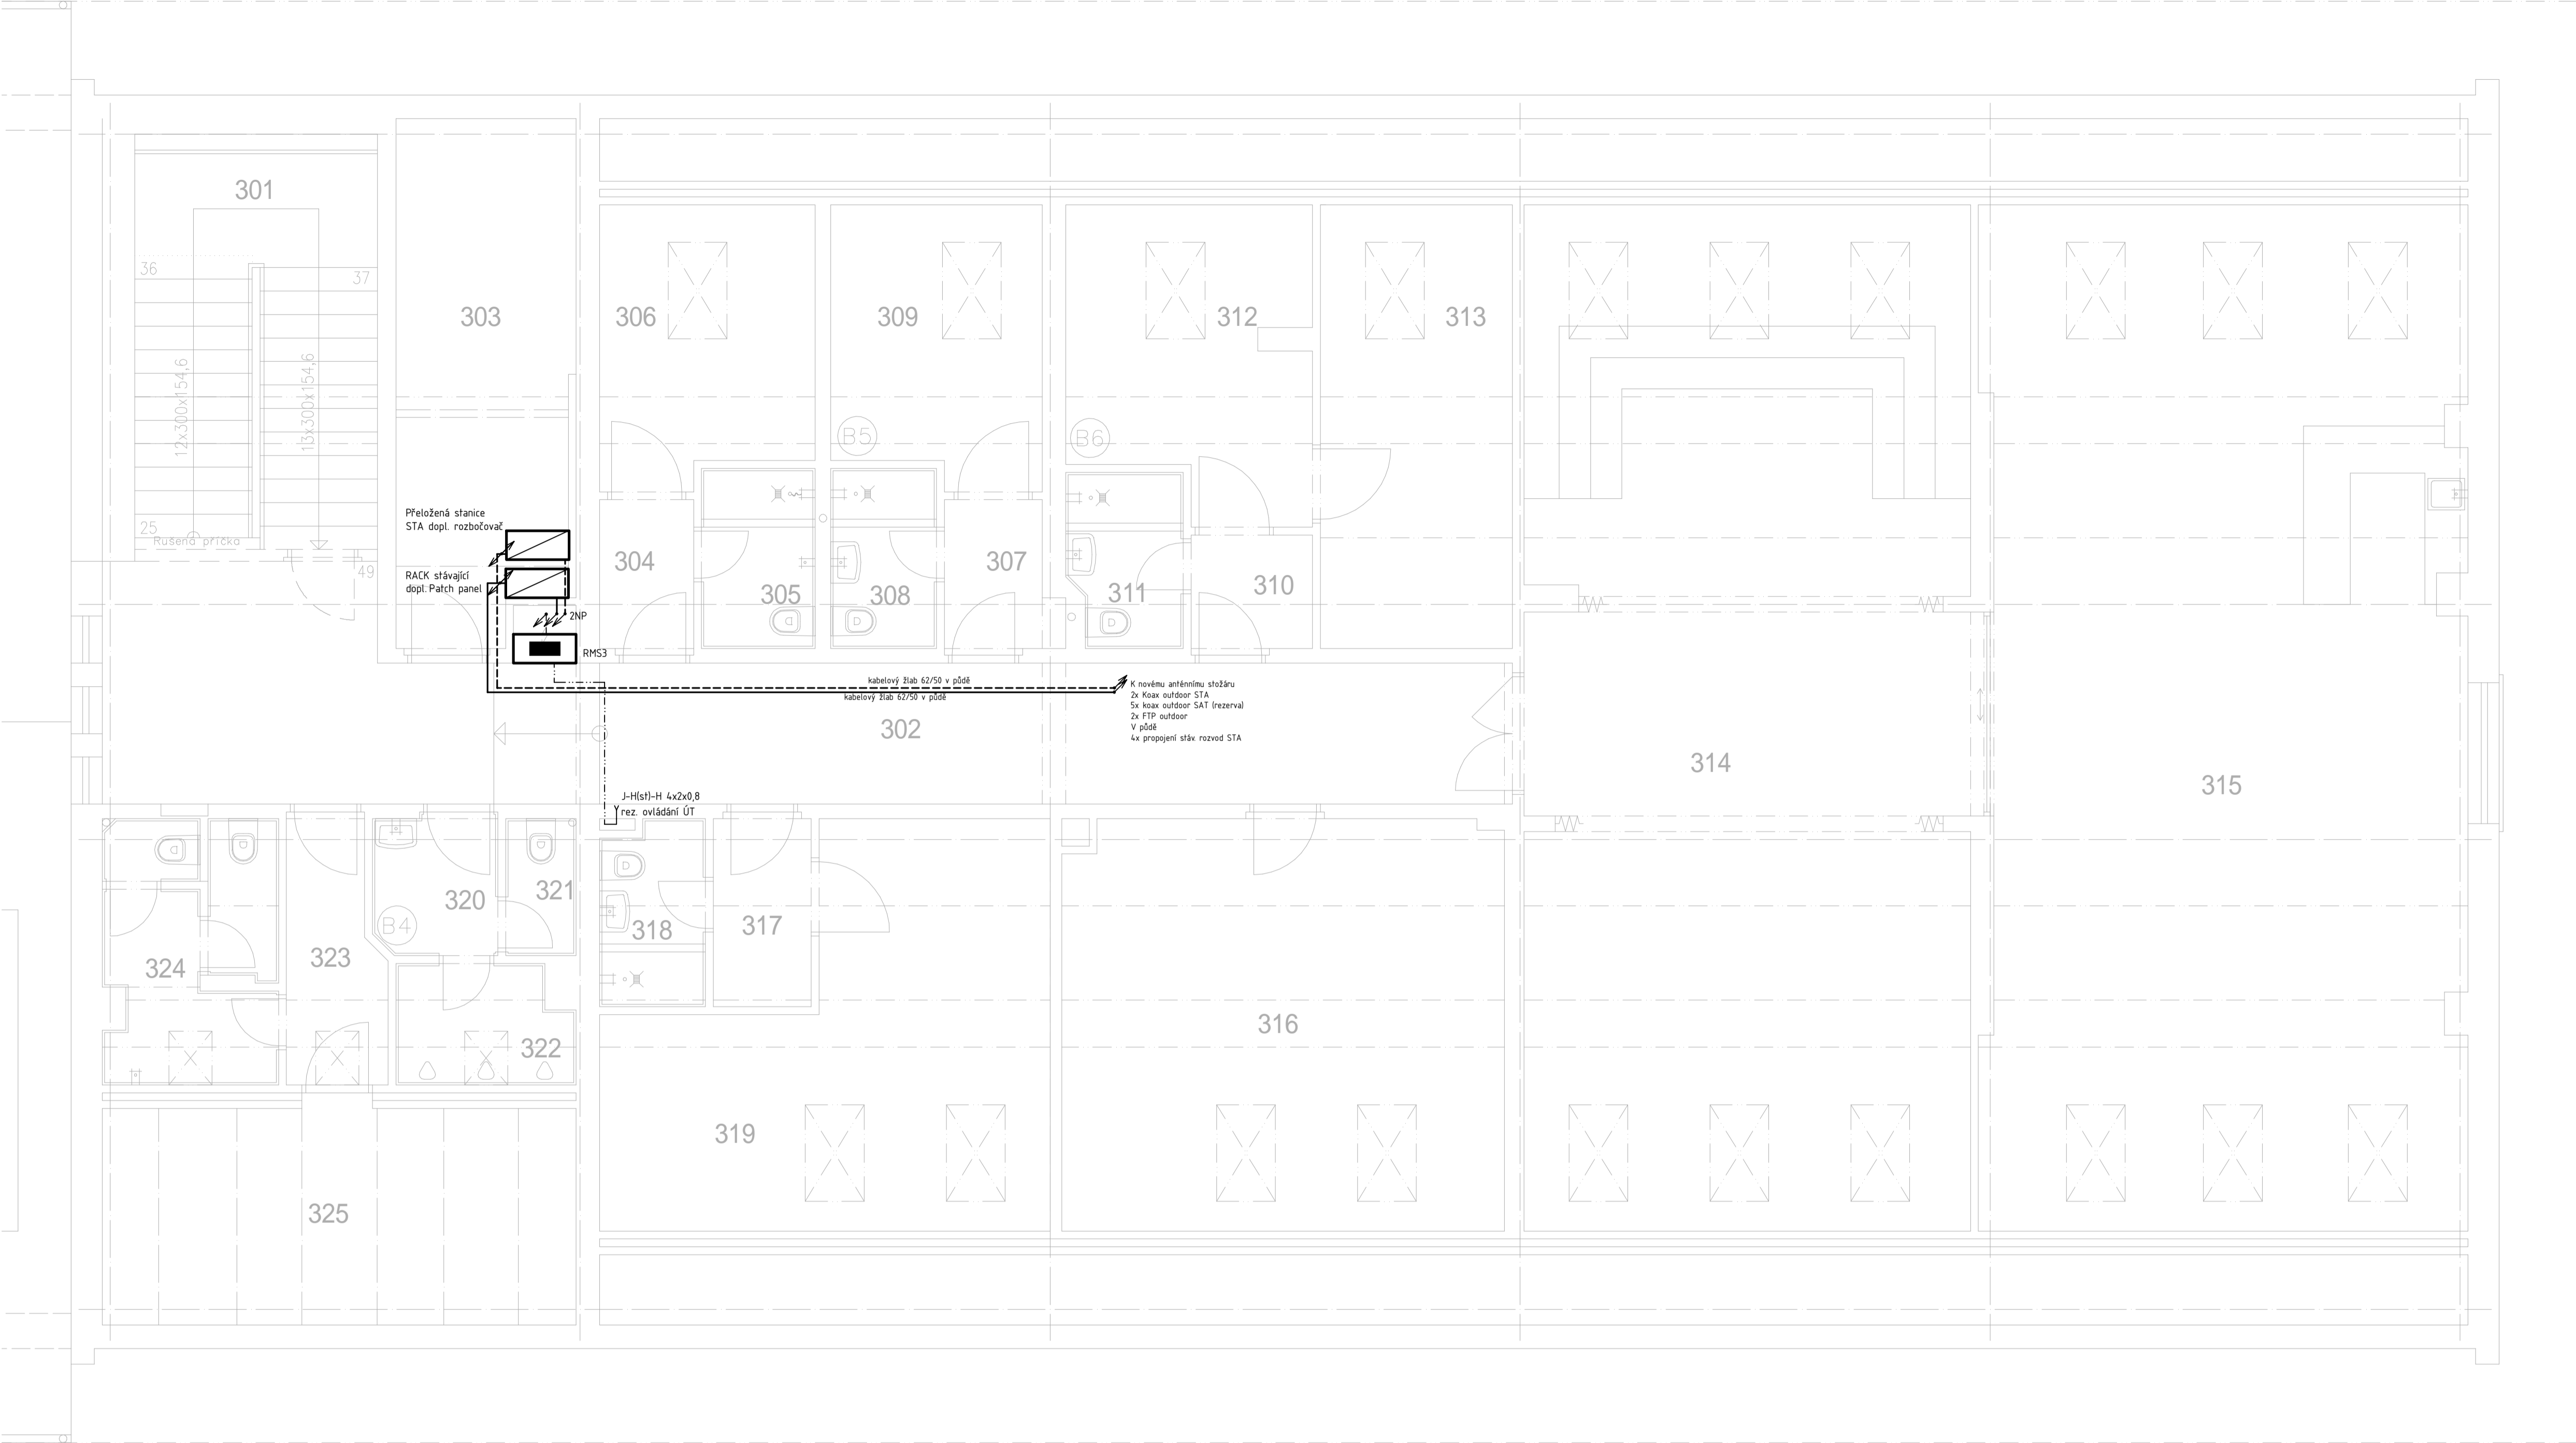 301
36
37
12x300x154,6
13x300x154,6
25
Rušená příčka
49
303
306
309
312
313
B5
B6
Přeložená stanice
STA dopl. rozbočovač
RACK stávající
dopl. Patch panel
2NP
RMS3
304
305
308
307
311
310
kabelový žlab 62/50 v půdě
kabelový žlab 62/50 v půdě
K novému anténnímu stožáru
2x Koax outdoor STA
5x koax outdoor SAT (rezerva)
2x FTP outdoor
V půdě
4x propojení stáv. rozvod STA
302
314
315
J-H(st)-H 4x2x0,8
rez. ovládání ÚT
320
321
B4
318
317
324
323
322
316
319
325